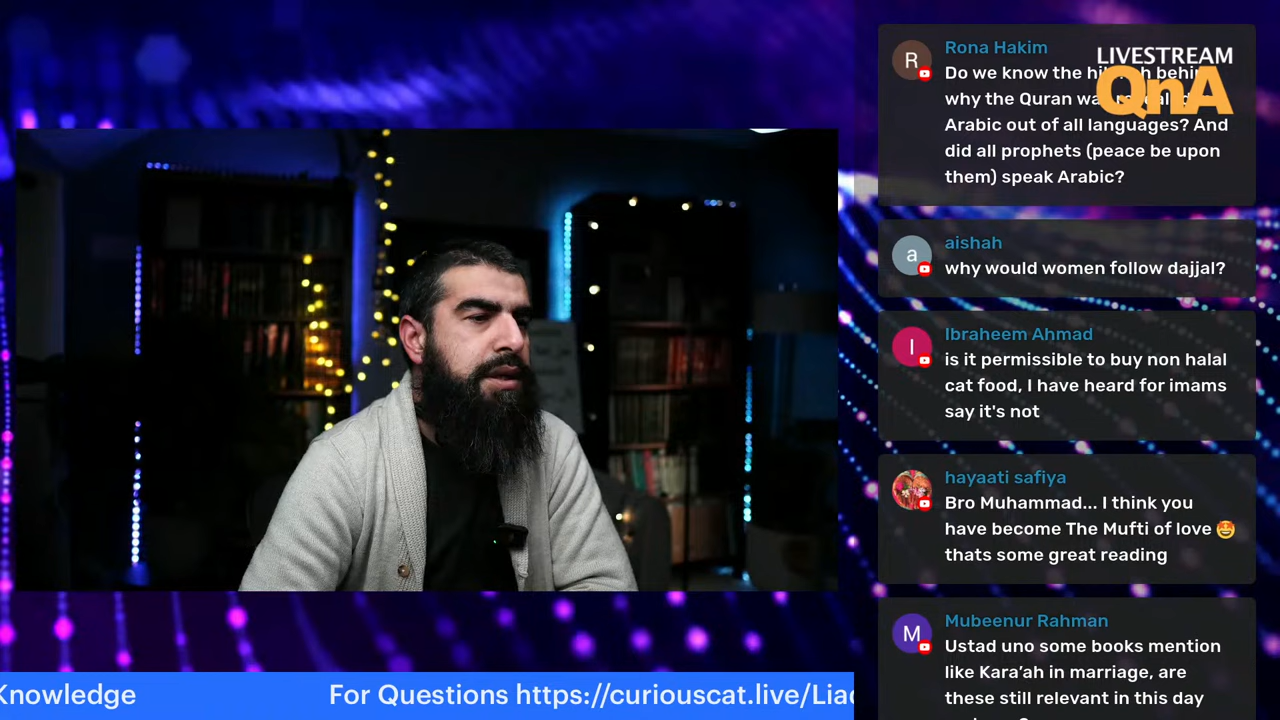 Rona Hakim
R
Do we know the
why the Quran
Arabic out of all languages? And
did all prophets (peace be upon
them) speak Arabic?
LIVESTREAM
QnA
aishah
a
why would women follow dajjal?
Ibraheem Ahmad
I
is it permissible to buy non halal
cat food, I have heard for imams
say it's not
hayaati safiya
Bro Muhammad... I think you
have become The Mufti of love 🤩
thats some great reading
Mubeenur Rahman
M
Ustad uno some books mention
like Kara’ah in marriage, are
these still relevant in this day
Knowledge
For Questions https://curiouscat.live/Lia